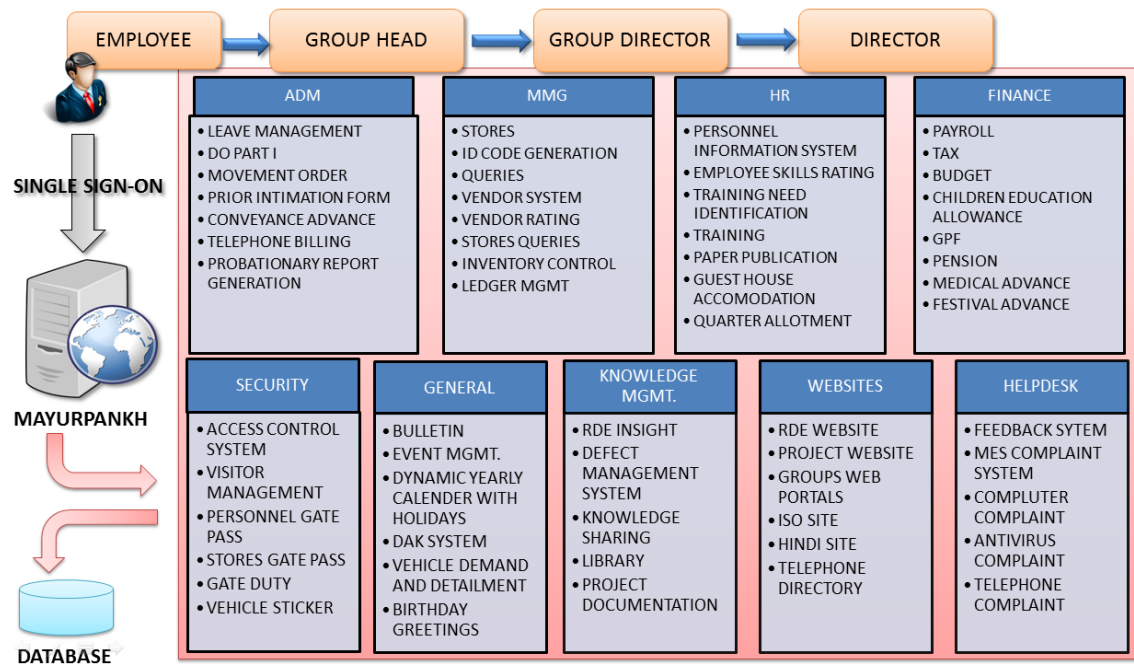 EMPLOYEE
GROUP HEAD
GROUP DIRECTOR
DIRECTOR
SINGLE SIGN-ON
MAYURPANKH
DATABASE
ADM
• LEAVE MANAGEMENT
• DO PART I
• MOVEMENT ORDER
• PRIOR INTIMATION FORM
• CONVEYANCE ADVANCE
• TELEPHONE BILLING
• PROBATIONARY REPORT
GENERATION
MMG
• STORES
• ID CODE GENERATION
• QUERIES
• VENDOR SYSTEM
• VENDOR RATING
• STORES QUERIES
• INVENTORY CONTROL
• LEDGER MGMT
HR
• PERSONNEL
INFORMATION SYSTEM
• EMPLOYEE SKILLS RATING
• TRAINING NEED
IDENTIFICATION
• TRAINING
• PAPER PUBLICATION
• GUEST HOUSE
ACCOMODATION
• QUARTER ALLOTMENT
FINANCE
• PAYROLL
• TAX
• BUDGET
• CHILDREN EDUCATION
ALLOWANCE
• GPF
• PENSION
• MEDICAL ADVANCE
• FESTIVAL ADVANCE
SECURITY
• ACCESS CONTROL
SYSTEM
• VISITOR
MANAGEMENT
• PERSONNEL GATE
PASS
• STORES GATE PASS
• GATE DUTY
• VEHICLE STICKER
GENERAL
• BULLETIN
• EVENT MGMT.
• DYNAMIC YEARLY
CALENDER WITH
HOLIDAYS
• DAK SYSTEM
• VEHICLE DEMAND
AND DETAILMENT
• BIRTHDAY
GREETINGS
KNOWLEDGE
MGMT.
• RDE INSIGHT
• DEFECT
MANAGEMENT
SYSTEM
• KNOWLEDGE
SHARING
• LIBRARY
• PROJECT
DOCUMENTATION
WEBSITES
• RDE WEBSITE
• PROJECT WEBSITE
• GROUPS WEB
PORTALS
• ISO SITE
• HINDI SITE
• TELEPHONE
DIRECTORY
HELPDESK
• FEEDBACK SYTEM
• MES COMPLAINT
SYSTEM
• COMPLUTER
COMPLAINT
• ANTIVIRUS
COMPLAINT
• TELEPHONE
COMPLAINT